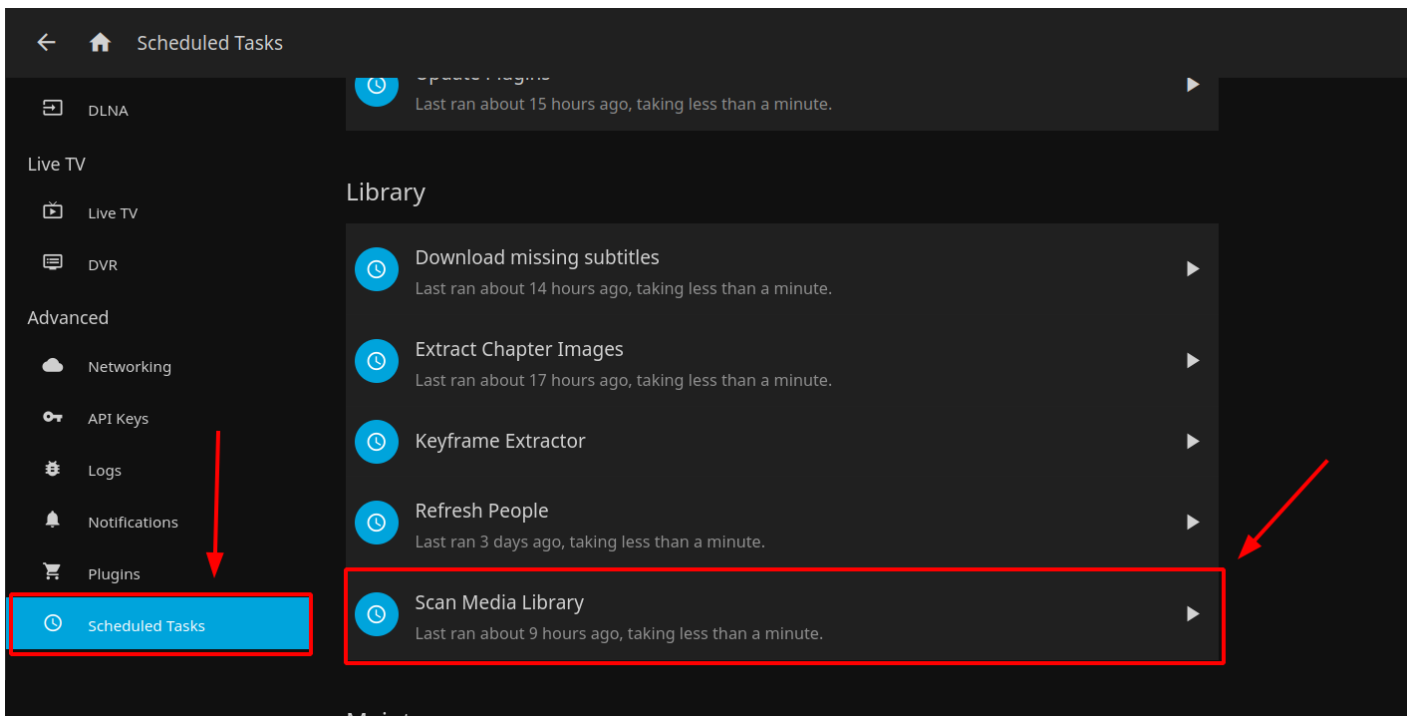 Scheduled Tasks
DLNA
Live TV
Live TV
DVR
Advanced
Networking
API Keys
Logs
Notifications
Plugins
Scheduled Tasks
Update Plugins
Last ran about 15 hours ago, taking less than a minute.
Library
Download missing subtitles
Last ran about 14 hours ago, taking less than a minute.
Extract Chapter Images
Last ran about 17 hours ago, taking less than a minute.
Keyframe Extractor
Refresh People
Last ran 3 days ago, taking less than a minute.
Scan Media Library
Last ran about 9 hours ago, taking less than a minute.